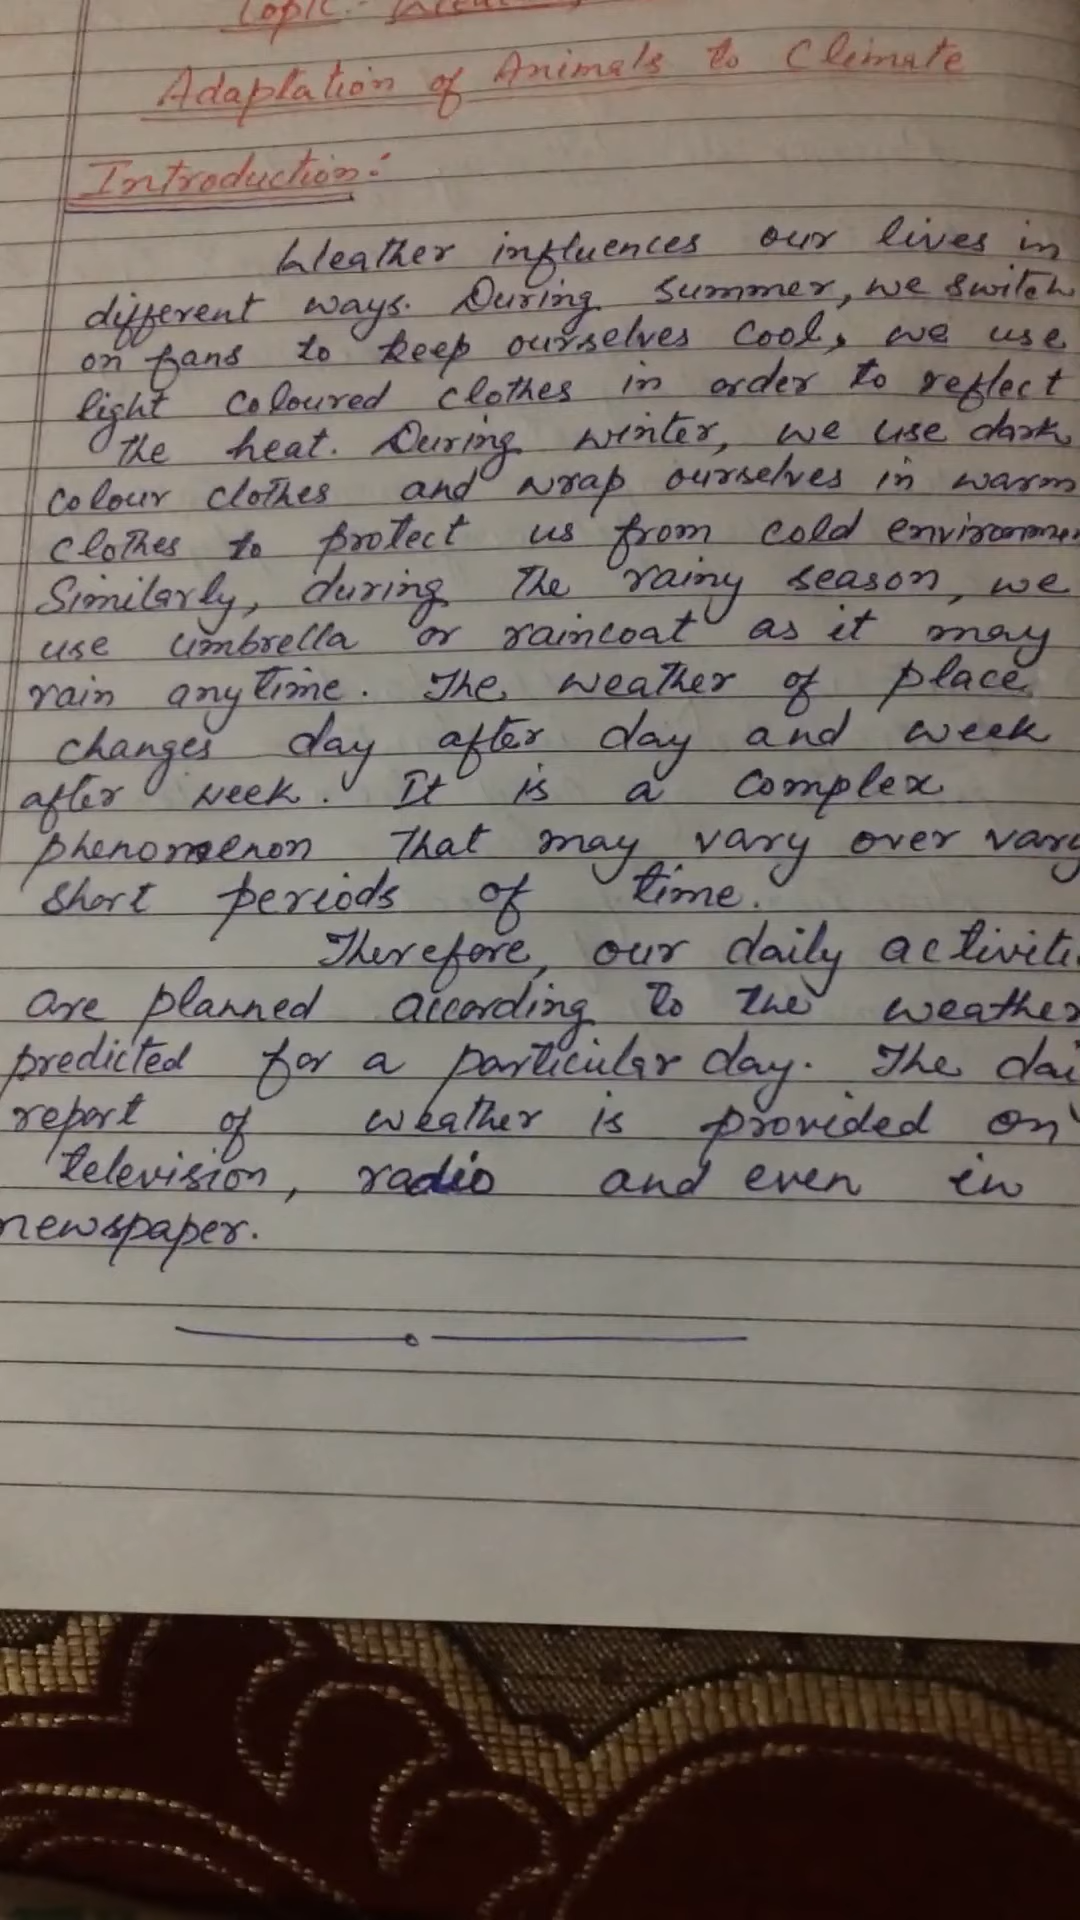 Topic:-
Adaptation of Animals to Climate
Introduction:
Weather influences our lives in
different ways. During summer, we switch
on fans to keep ourselves cool, we use
light coloured clothes in order to reflect
the heat. During winter, we use dark
colour clothes and wrap ourselves in warm
clothes to protect us from cold environmen
Similarly, during the rainy season, we
use umbrella or raincoat as it may
rain anytime. The weather of place
changes day after day and week
after week. It is a complex
phenomenon that may vary over vary
short periods of time.
Therefore, our daily activiti
are planned according to the weather
predicted for a particular day. The dai
report of weather is provided on
television, radio and even in
newspaper.